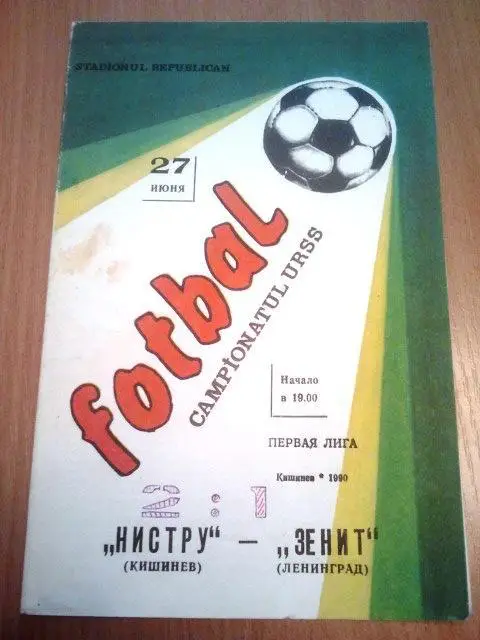 STADIONUL REPUBLICAN
27
ИЮНЯ
fotbal
CAMPIONATUL URSS
Начало
в 19.00
ПЕРВАЯ ЛИГА
Кишинев * 1990
2:1
„НИСТРУ“ — „ЗЕНИТ“
(КИШИНЕВ) (ЛЕНИНГРАД)